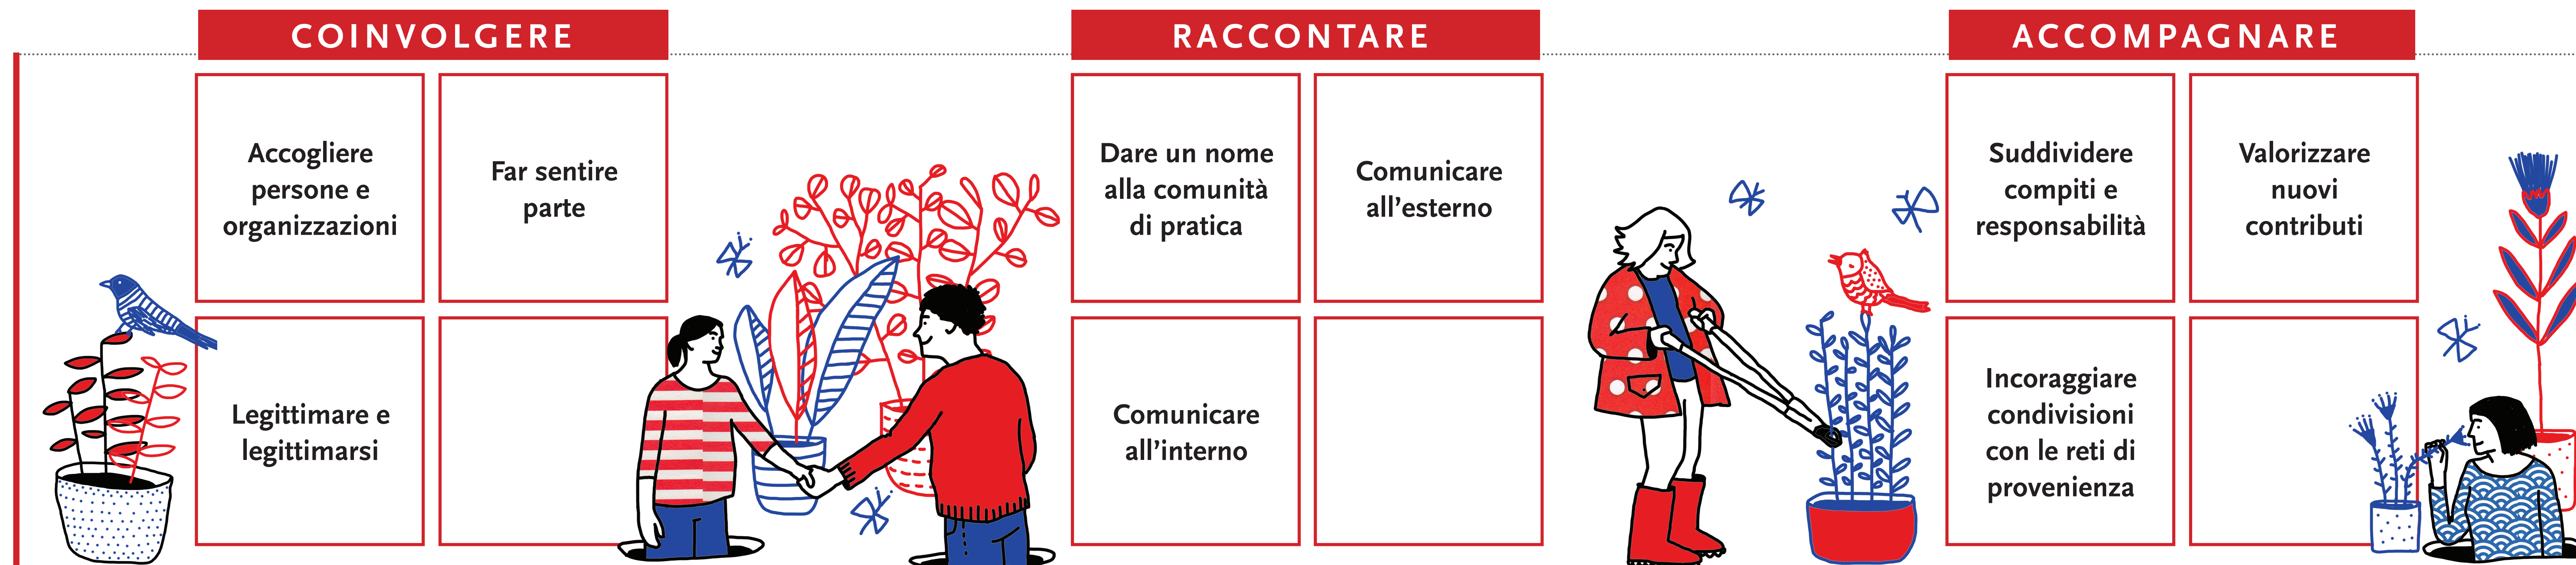 COINVOLGERE
Accogliere
persone e
organizzazioni
Far sentire
parte
Legittimare e
legittimarsi
RACCONTARE
Dare un nome
alla comunità
di pratica
Comunicare
all’esterno
Comunicare
all’interno
ACCOMPAGNARE
Suddividere
compiti e
responsabilità
Valorizzare
nuovi
contributi
Incoraggiare
condivisioni
con le reti di
provenienza